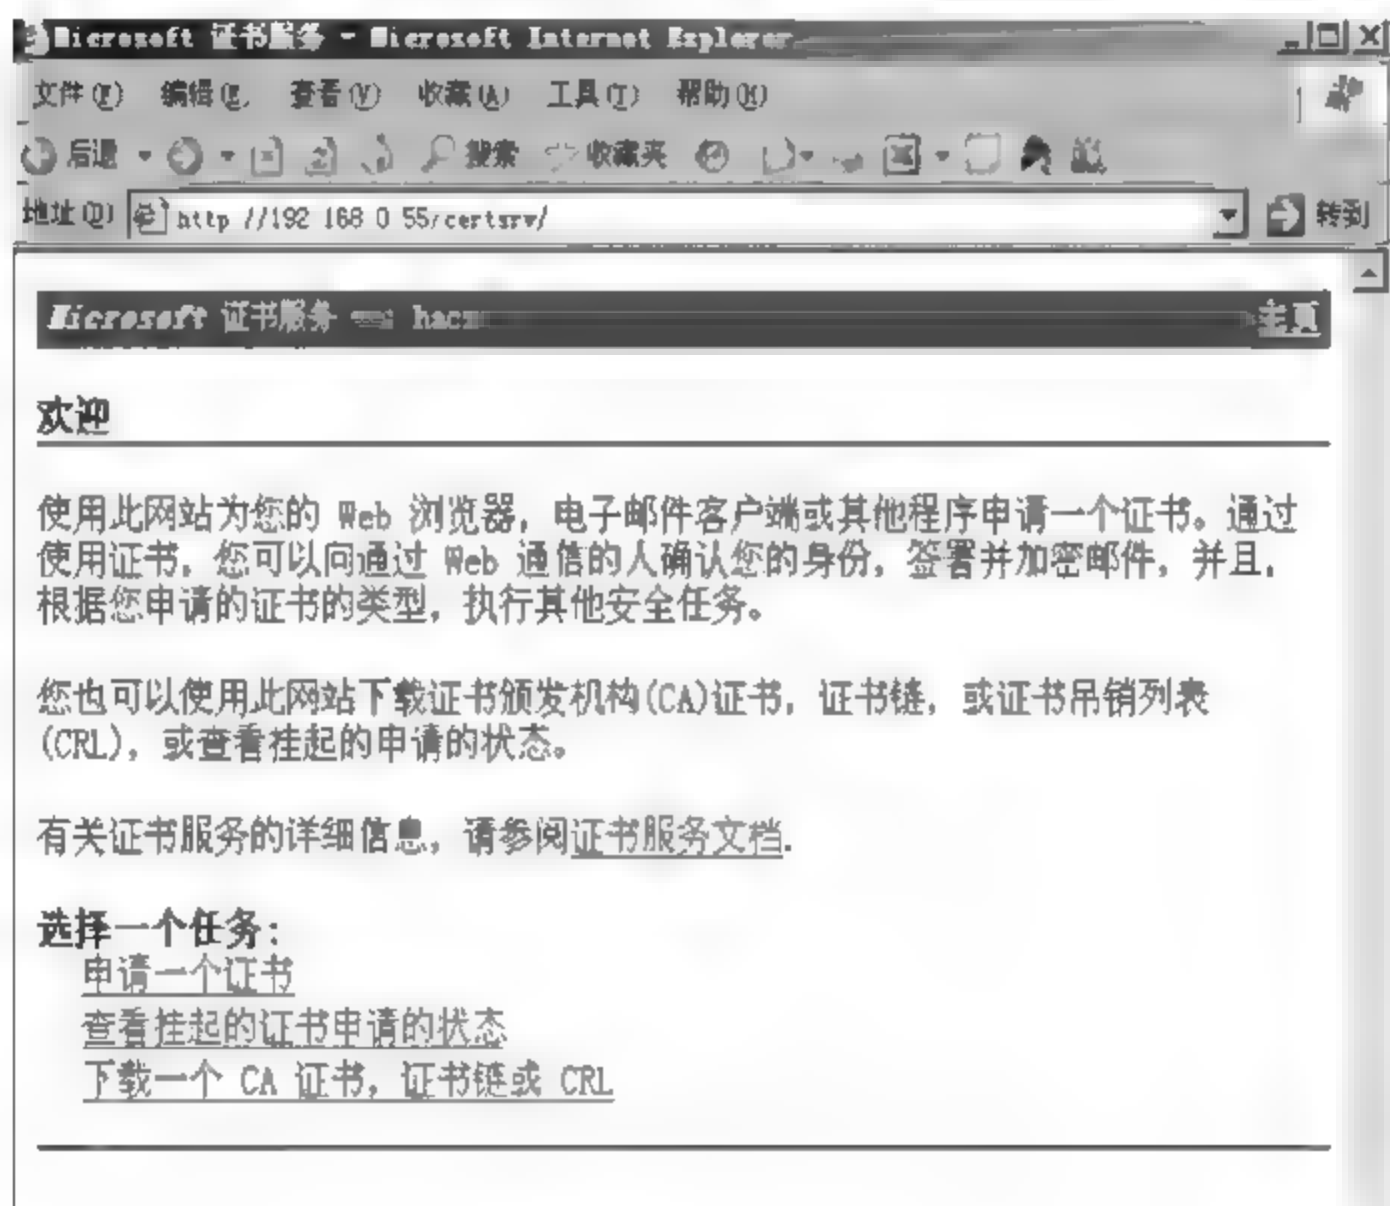 Microsoft 证书服务 - Microsoft Internet Explorer
文件(F) 编辑(E) 查看(V) 收藏(A) 工具(T) 帮助(H)
后退 搜索 收藏夹
地址(D) http //192 168 0 55/certsrv/ 转到
Microsoft 证书服务 主页
欢迎
使用此网站为您的 Web 浏览器，电子邮件客户端或其他程序申请一个证书。通过
使用证书，您可以向通过 Web 通信的人确认您的身份，签署并加密邮件，并且，
根据您申请的证书的类型，执行其他安全任务。
您也可以使用此网站下载证书颁发机构(CA)证书，证书链，或证书吊销列表
(CRL)，或查看挂起的申请的状态。
有关证书服务的详细信息，请参阅证书服务文档.
选择一个任务:
申请一个证书
查看挂起的证书申请的状态
下载一个 CA 证书，证书链或 CRL